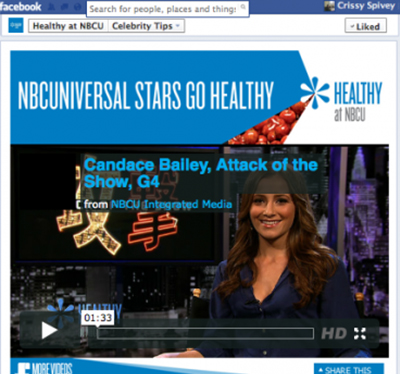 facebook
Search for people, places and things
Crissy Spivey
Healthy at NBCU
Celebrity Tips
Liked
NBCUNIVERSAL STARS GO HEALTHY
HEALTHY
at NBCU
Candace Bailey, Attack of the
Show, G4
from NBCU Integrated Media
HEALTHY
01:33
HD
MORE VIDEOS
SHARE THIS